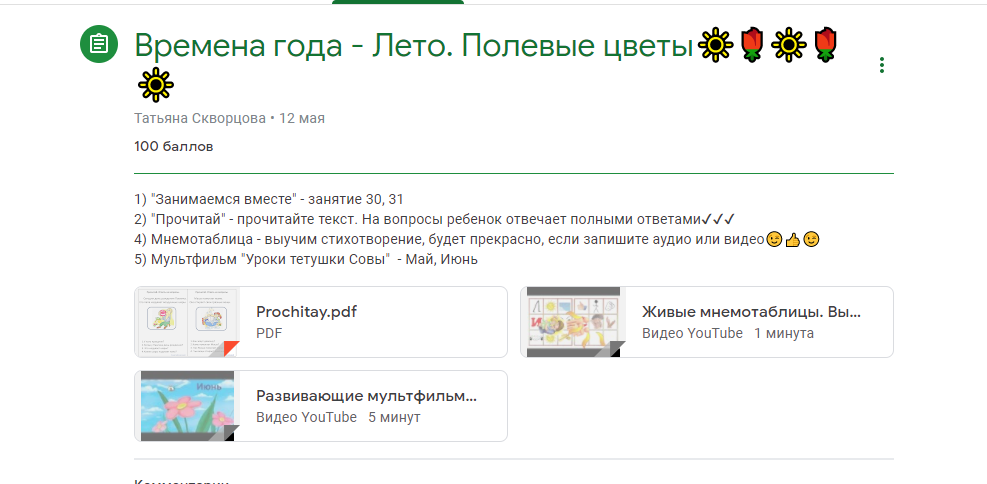 Времена года - Лето. Полевые цветы
Татьяна Скворцова • 12 мая
100 баллов
1) "Занимаемся вместе" - занятие 30, 31
2) "Прочитай" - прочитайте текст. На вопросы ребенок отвечает полными ответами✓✓✓
4) Мнемотаблица - выучим стихотворение, будет прекрасно, если запишите аудио или видео😉👍😉
5) Мультфильм "Уроки тетушки Совы" - Май, Июнь
Prochitay.pdf
PDF
Живые мнемотаблицы. Вы...
Видео YouTube 1 минута
Июнь
Развивающие мультфильм...
Видео YouTube 5 минут